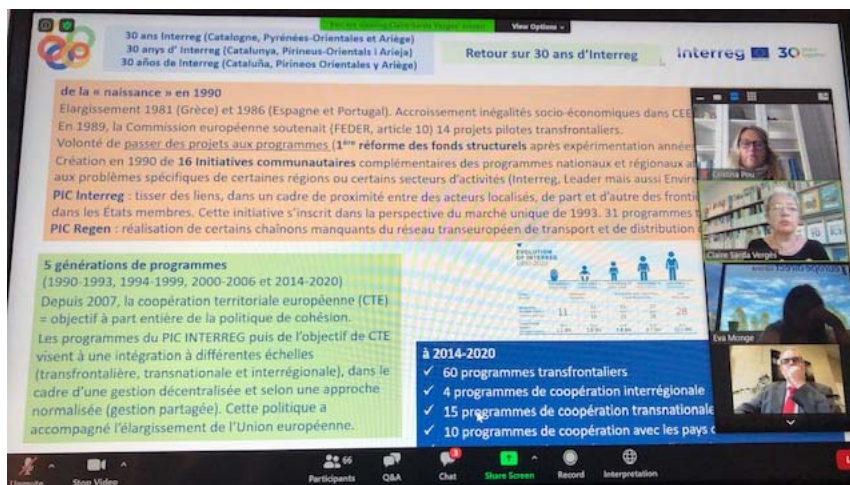 You are viewing Claire Sarda Vergés' screen
View Options
30 ans Interreg (Catalogne, Pyrénées-Orientales et Ariège)
30 anys d' Interreg (Catalunya, Pirineus-Orientals i Arieja)
30 años de Interreg (Cataluña, Pirineos Orientales y Ariège)
Retour sur 30 ans d'Interreg
Interreg
30
de la « naissance » en 1990
Elargissement 1981 (Grèce) et 1986 (Espagne et Portugal). Accroissement inégalités socio-économiques dans CEE
En 1989, la Commission européenne soutenait (FEDER, article 10) 14 projets pilotes transfrontaliers.
Volonté de passer des projets aux programmes (1ère réforme des fonds structurels après expérimentation année
Création en 1990 de 16 Initiatives communautaires complémentaires des programmes nationaux et régionaux
aux problèmes spécifiques de certaines régions ou certains secteurs d'activités (Interreg, Leader mais aussi Enviro
PIC Interreg : tisser des liens, dans un cadre de proximité entre des acteurs localisés, de part et d'autre des fronti
dans les États membres. Cette initiative s'inscrit dans la perspective du marché unique de 1993. 31 programmes
PIC Regen : réalisation de certains chaînons manquants du réseau transeuropéen de transport et de distribution
Cristina Pou
Claire Sarda Vergés
Eva Monge
5 générations de programmes
(1990-1993, 1994-1999, 2000-2006 et 2014-2020)
Depuis 2007, la coopération territoriale européenne (CTE)
= objectif à part entière de la politique de cohésion.
Les programmes du PIC INTERREG puis de l'objectif de CTE
visent à une intégration à différentes échelles
(transfrontalière, transnationale et interrégionale), dans le
cadre d'une gestion décentralisée et selon une approche
normalisée (gestion partagée). Cette politique a
accompagné l'élargissement de l'Union européenne.
EVOLUTION
OF INTERREG
11
28
à 2014-2020
✓ 60 programmes transfrontaliers
✓ 4 programmes de coopération interrégionale
✓ 15 programmes de coopération transnationale
✓ 10 programmes de coopération avec les pays
Unmute
Stop Video
Participants
66
Q&A
Chat
3
Share Screen
Record
Interpretation